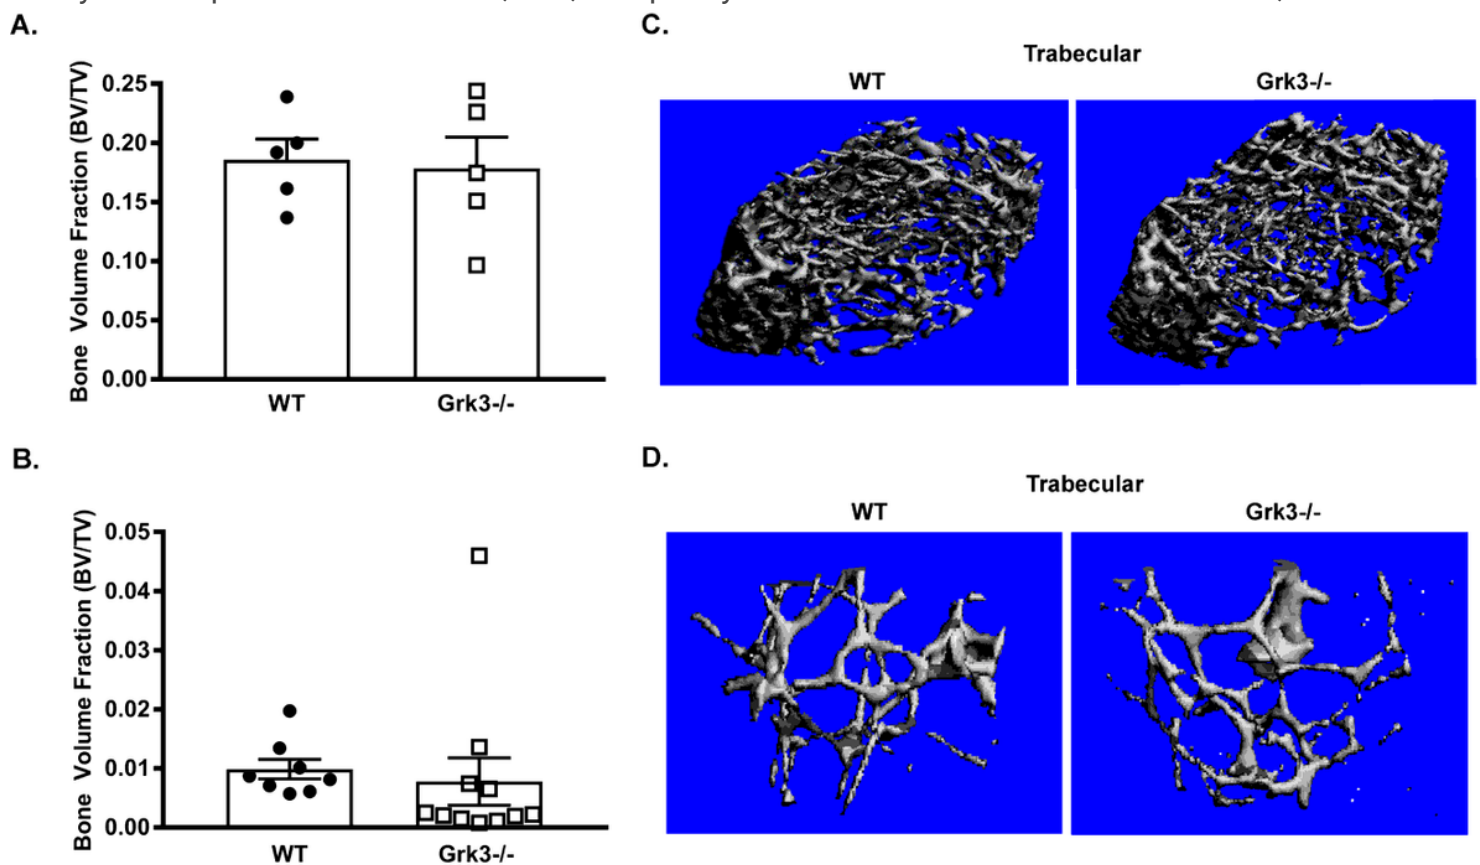 A.
Bone Volume Fraction (BV/TV)
0.25
0.20
0.15
0.10
0.05
0.00
WT
Grk3-/-
C.
Trabecular
WT
Grk3-/-
B.
Bone Volume Fraction (BV/TV)
0.05
0.04
0.03
0.02
0.01
0.00
WT
Grk3-/-
D.
Trabecular
WT
Grk3-/-